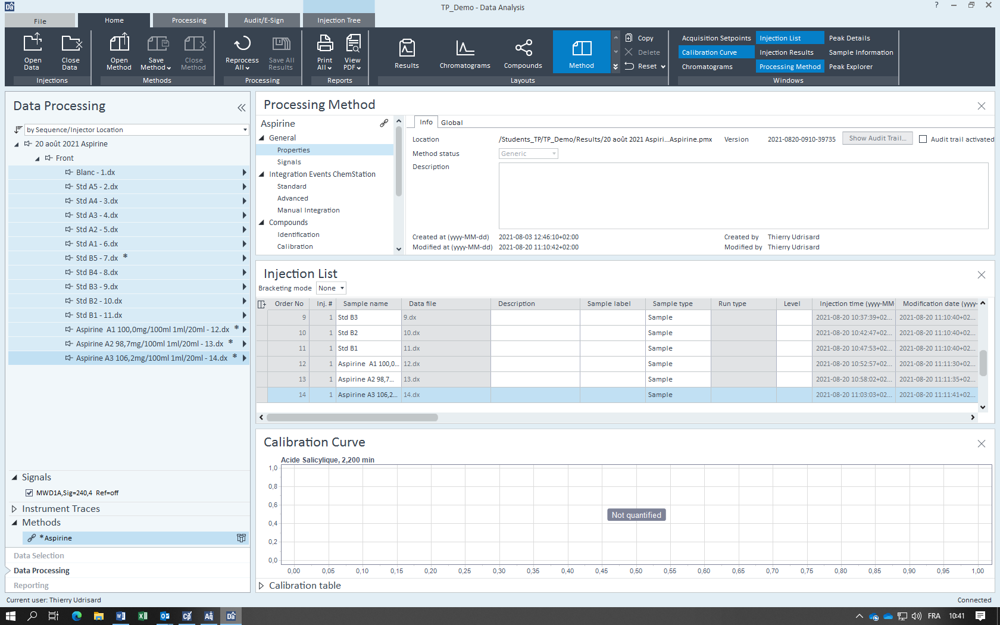 TP_Demo - Data Analysis
File
Home
Processing
Audit/E-Sign
Injection Tree
Open Data
Close Data
Injections
Open Method
Save Method
Close Method
Methods
Reprocess All
Save All Results
Processing
Print All
View PDF
Reports
Results
Chromatograms
Compounds
Method
Copy
Delete
Reset
Layouts
Acquisition Setpoints
Injection List
Peak Details
Calibration Curve
Injection Results
Sample Information
Chromatograms
Processing Method
Peak Explorer
Windows
Data Processing
by Sequence/Injector Location
20 août 2021 Aspirine
Front
Blanc - 1.dx
Std A5 - 2.dx
Std A4 - 3.dx
Std A3 - 4.dx
Std A2 - 5.dx
Std A1 - 6.dx
Std B5 - 7.dx *
Std B4 - 8.dx
Std B3 - 9.dx
Std B2 - 10.dx
Std B1 - 11.dx
Aspirine A1 100,0mg/100ml 1ml/20ml - 12.dx *
Aspirine A2 98,7mg/100ml 1ml/20ml - 13.dx *
Aspirine A3 106,2mg/100ml 1ml/20ml - 14.dx *
Signals
MWD1A,Sig=240,4 Ref=off
Instrument Traces
Methods
*Aspirine
Data Selection
Data Processing
Reporting
Processing Method
Aspirine
General
Properties
Signals
Integration Events ChemStation
Standard
Advanced
Manual Integration
Compounds
Identification
Calibration
Info
Global
Location /Students_TP/TP_Demo/Results/20 août 2021 Aspiri...Aspirine.pmx Version 2021-0820-0910-39735 Show Audit Trail... Audit trail activated
Method status Generic
Description
Created at (yyyy-MM-dd) 2021-08-03 12:46:10+02:00 Created by Thierry Udrisard
Modified at (yyyy-MM-dd) 2021-08-20 11:10:42+02:00 Modified by Thierry Udrisard
Injection List
Bracketing mode None
Order No Inj. # Sample name Data file Description Sample label Sample type Run type Level Injection time (yyyy-MM- Modification date (yyyy-
9 1 Std B3 9.dx Sample 2021-08-20 10:37:39+02... 2021-08-20 11:10:40+02...
10 1 Std B2 10.dx Sample 2021-08-20 10:42:47+02... 2021-08-20 11:10:40+02...
11 1 Std B1 11.dx Sample 2021-08-20 10:47:53+02... 2021-08-20 11:10:40+02...
12 1 Aspirine A1 100,0... 12.dx Sample 2021-08-20 10:52:57+02... 2021-08-20 11:11:30+02...
13 1 Aspirine A2 98,7... 13.dx Sample 2021-08-20 10:58:02+02... 2021-08-20 11:11:35+02...
14 1 Aspirine A3 106,2... 14.dx Sample 2021-08-20 11:03:03+02... 2021-08-20 11:11:41+02...
Calibration Curve
Acide Salicylique, 2,200 min
1,0
0,8
0,6
0,4
0,2
0,0
Not quantified
0,00 0,05 0,10 0,15 0,20 0,25 0,30 0,35 0,40 0,45 0,50 0,55 0,60 0,65 0,70 0,75 0,80 0,85 0,90 0,95 1,00
Calibration table
Current user: Thierry Udrisard
Connected
FRA 10:41